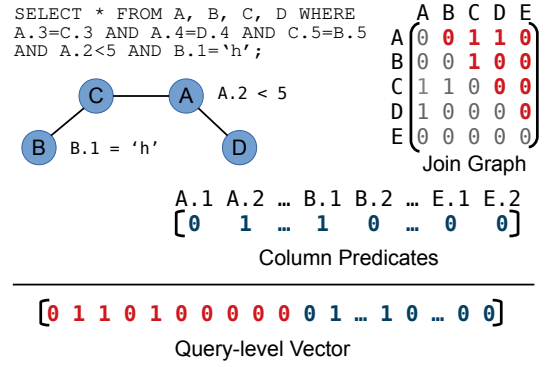 SELECT * FROM A, B, C, D WHERE
A.3=C.3 AND A.4=D.4 AND C.5=B.5
AND A.2<5 AND B.1='h';
C A A.2 < 5
B B.1 = 'h' D
A B C D E
A 0 0 1 1 0
B 0 0 1 0 0
C 1 1 0 0 0
D 1 0 0 0 0
E 0 0 0 0 0
Join Graph
A.1 A.2 … B.1 B.2 … E.1 E.2
[0 1 … 1 0 … 0 0]
Column Predicates
[0 1 1 0 1 0 0 0 0 0 0 1 … 1 0 … 0 0]
Query-level Vector